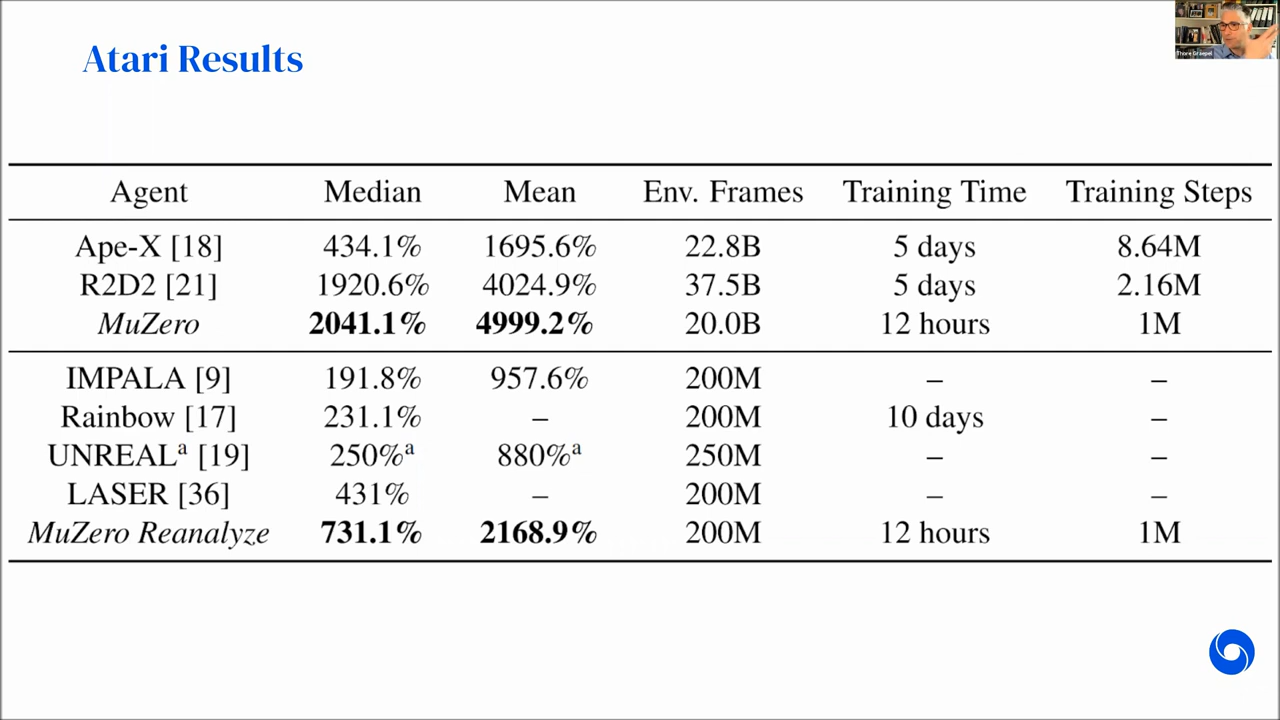 Atari Results
Thore Graepel
Agent Median Mean Env. Frames Training Time Training Steps
Ape-X [18] 434.1% 1695.6% 22.8B 5 days 8.64M
R2D2 [21] 1920.6% 4024.9% 37.5B 5 days 2.16M
MuZero 2041.1% 4999.2% 20.0B 12 hours 1M
IMPALA [9] 191.8% 957.6% 200M – –
Rainbow [17] 231.1% – 200M 10 days –
UNREALᵃ [19] 250%ᵃ 880%ᵃ 250M – –
LASER [36] 431% – 200M – –
MuZero Reanalyze 731.1% 2168.9% 200M 12 hours 1M